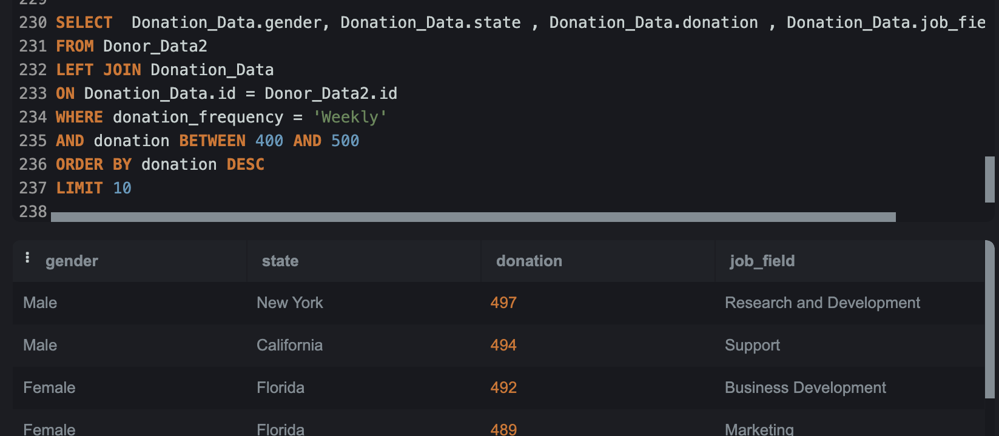 229
230 SELECT  Donation_Data.gender, Donation_Data.state , Donation_Data.donation , Donation_Data.job_fie
231 FROM Donor_Data2
232 LEFT JOIN Donation_Data
233 ON Donation_Data.id = Donor_Data2.id
234 WHERE donation_frequency = 'Weekly'
235 AND donation BETWEEN 400 AND 500
236 ORDER BY donation DESC
237 LIMIT 10
238
gender state donation job_field
Male New York 497 Research and Development
Male California 494 Support
Female Florida 492 Business Development
Female Florida 489 Marketing